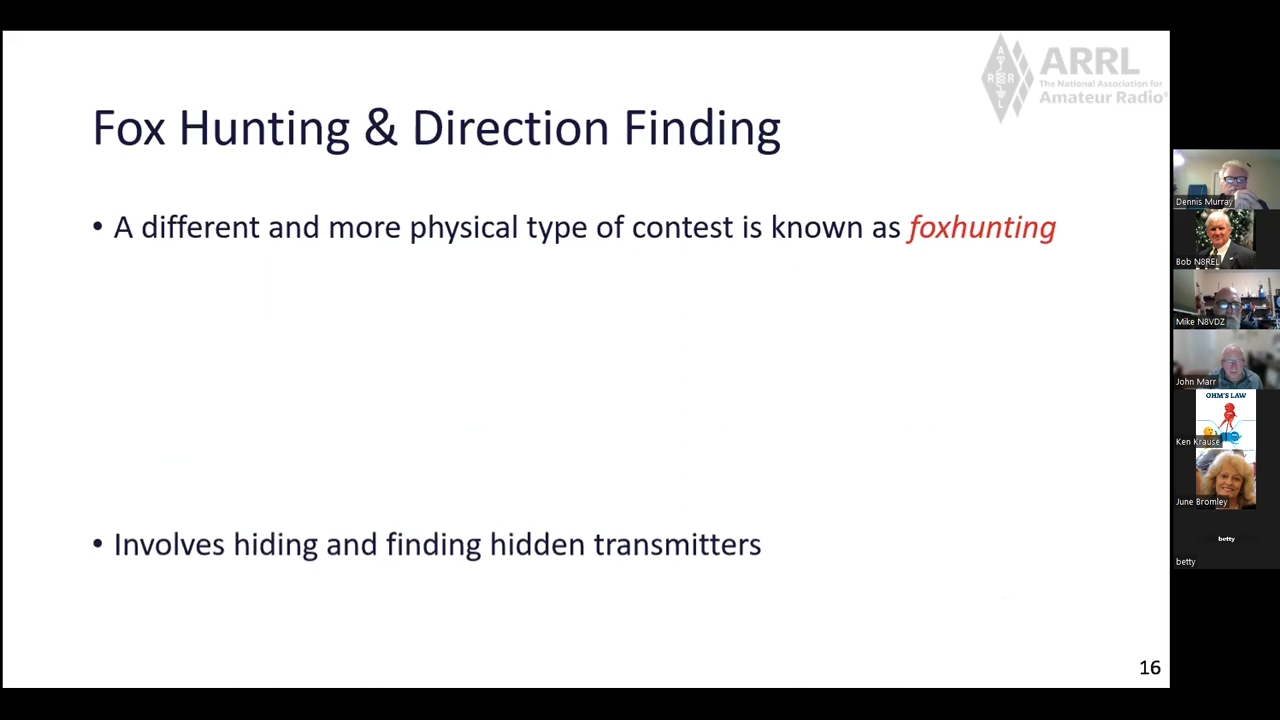 ARRL
The National Association for
Amateur Radio®
A
R R
L
Fox Hunting & Direction Finding
• A different and more physical type of contest is known as foxhunting
• Involves hiding and finding hidden transmitters
16
Dennis Murray
Bob N8REL
Mike N8VDZ
John Marr
OHM'S LAW
Ken Krause
June Bromley
betty
betty